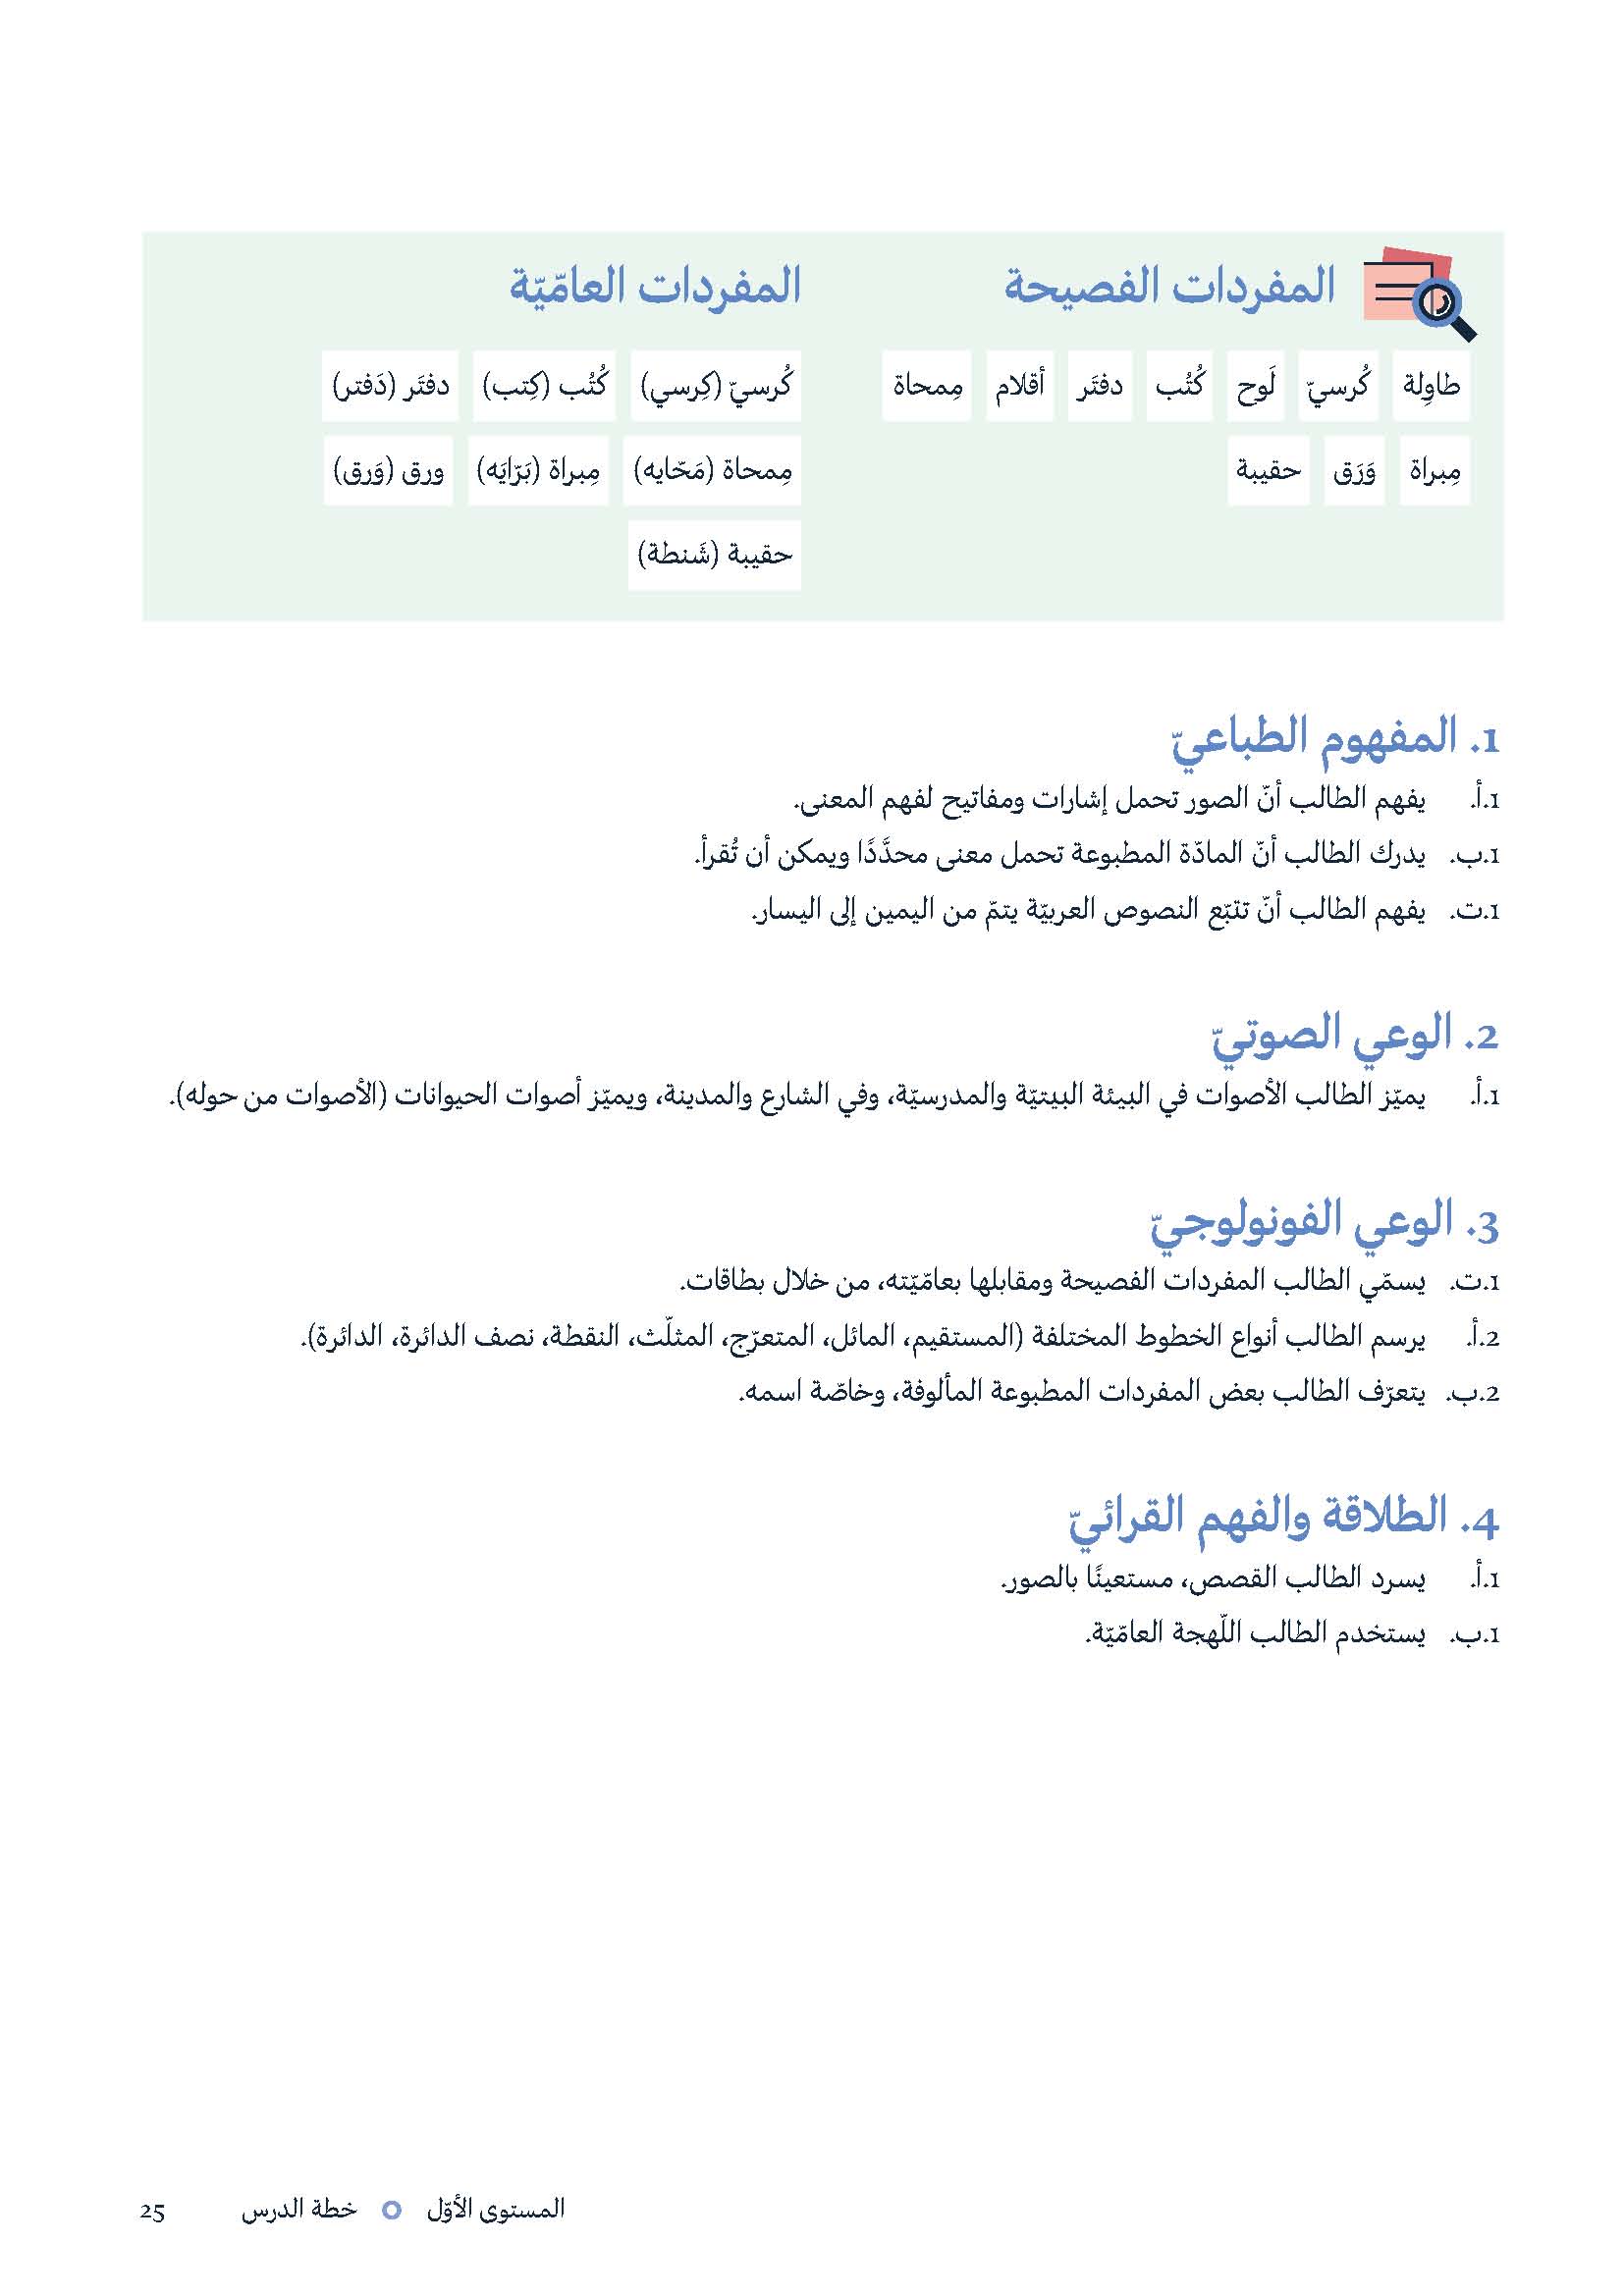 المفردات الفصيحة
طاوِلة كُرسيّ لَوح كُتُب دفتَر أقلام مِمحاة
مِبراة وَرَق حقيبة
المفردات العامّيّة
كُرسيّ (كِرسي) كُتُب (كِتب) دفتَر (دَفتر)
مِمحاة (مَحّايه) مِبراة (بَرّايَه) ورق (وَرق)
حقيبة (شَنطة)
1. المفهوم الطباعيّ
1.أ. يفهم الطالب أنّ الصور تحمل إشارات ومفاتيح لفهم المعنى.
1.ب. يدرك الطالب أنّ المادّة المطبوعة تحمل معنى محدَّدًا ويمكن أن تُقرأ.
1.ت. يفهم الطالب أنّ تتبّع النصوص العربيّة يتمّ من اليمين إلى اليسار.
2. الوعي الصوتيّ
1.أ. يميّز الطالب الأصوات في البيئة البيتيّة والمدرسيّة، وفي الشارع والمدينة، ويميّز أصوات الحيوانات (الأصوات من حوله).
3. الوعي الفونولوجيّ
1.ت. يسمّي الطالب المفردات الفصيحة ومقابلها بعامّيّته، من خلال بطاقات.
2.أ. يرسم الطالب أنواع الخطوط المختلفة (المستقيم، المائل، المتعرّج، المثلّث، النقطة، نصف الدائرة، الدائرة).
2.ب. يتعرّف الطالب بعض المفردات المطبوعة المألوفة، وخاصّة اسمه.
4. الطلاقة والفهم القرائيّ
1.أ. يسرد الطالب القصص، مستعينًا بالصور.
1.ب. يستخدم الطالب اللّهجة العامّيّة.
المستوى الأوّل خطة الدرس 25